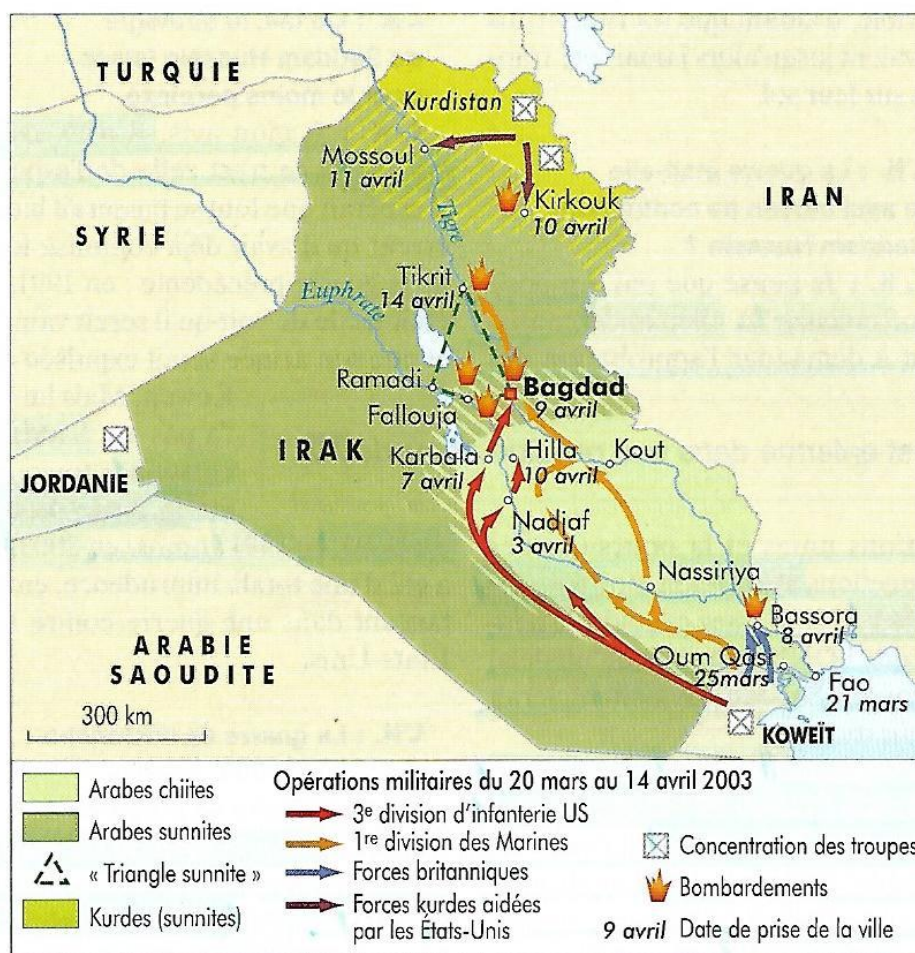 TURQUIE
Kurdistan
Mossoul
11 avril
Kirkouk
10 avril
IRAN
SYRIE
Tigre
Tikrit
14 avril
Euphrate
Ramadi
Fallouja
Bagdad
9 avril
IRAK
Karbala
7 avril
Hilla
10 avril
Kout
JORDANIE
Nadjaf
3 avril
Nassiriya
Bassora
8 avril
ARABIE
SAOUDITE
Oum Qasr
25 mars
Fao
21 mars
300 km
KOWEÏT
Arabes chiites
Arabes sunnites
« Triangle sunnite »
Kurdes (sunnites)
Opérations militaires du 20 mars au 14 avril 2003
3e division d'infanterie US
1re division des Marines
Forces britanniques
Forces kurdes aidées
par les États-Unis
Concentration des troupes
Bombardements
9 avril Date de prise de la ville